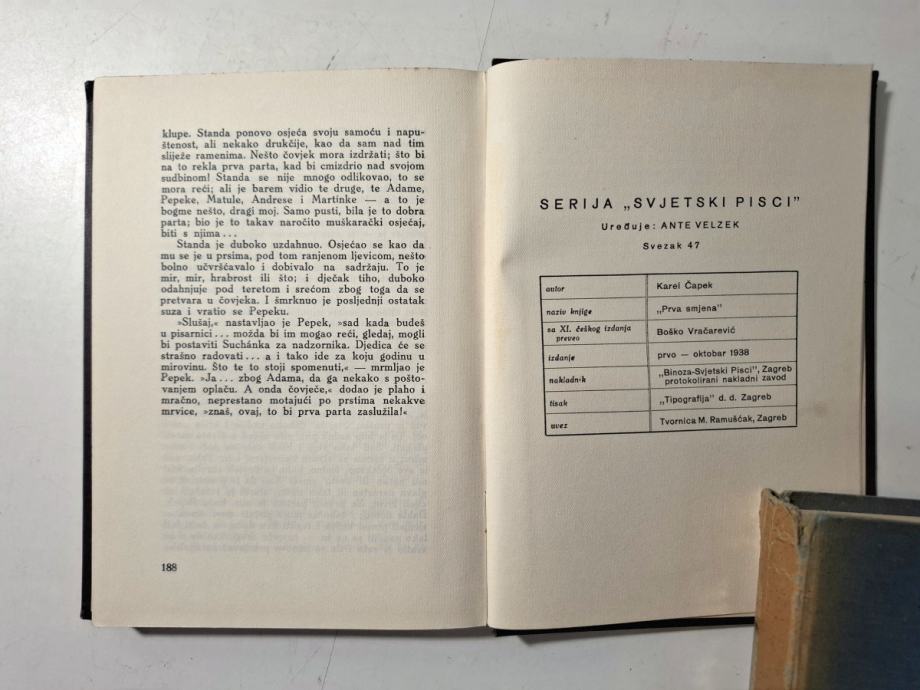 klupe. Standa ponovo osjeća svoju samoću i napu-
štenost, ali nekako drukčije, kao da sam nad tim
sliježe ramenima. Nešto čovjek mora izdržati; što bi
na to rekla prva parta, kad bi cmizdrio nad svojom
sudbinom! Standa se nije mnogo odlikovao, to se
mora reći; ali je barem vidio te druge, te Adame,
Pepeke, Matule, Andrese i Martinke — a to je
bogme nešto, dragi moj. Samo pusti, bila je to dobra
parta; bio je to takav naročito muškarački osjećaj,
biti s njima...
Standa je duboko uzdahnuo. Osjećao se kao da
mu se je u prsima, pod tom ranjenom ljevicom, nešto
bolno učvršćavalo i dobivalo na sadržaju. To je
mir, mir, hrabrost ili što; i dječak tiho, duboko
odahnjuje pod teretom i srećom zbog toga da se
pretvara u čovjeka. I šmrknuo je posljednji ostatak
suza i vratio se Pepeku.
»Slušaj,« nastavljao je Pepek, »sad kada budeš
u pisarnici... možda bi im mogao reći, gledaj, mogli
bi postaviti Suchánka za nadzornika. Djedica će se
strašno radovati... a i tako ide za koju godinu u
mirovinu. Što te to stoji spomenuti,« — mrmljao je
Pepek. »Ja... zbog Adama, da ga nekako s pošto-
vanjem oplaču. A onda čovječe,« dodao je plaho i
mračno, neprestano motajući po prstima nekakve
mrvice, »znaš, ovaj, to bi prva parta zaslužila!«
188
SERIJA „SVJETSKI PISCI”
Uređuje: ANTE VELZEK
Svezak 47
autor Karel Čapek
naziv knjige „Prva smjena”
sa XI. češkog izdanja
preveo Boško Vračarević
izdanje prvo — oktobar 1938
nakladnik „Binoza-Svjetski Pisci”, Zagreb
protokolirani nakladni zavod
tisak „Tipografija” d. d. Zagreb
uvez Tvornica M. Ramušćak, Zagreb